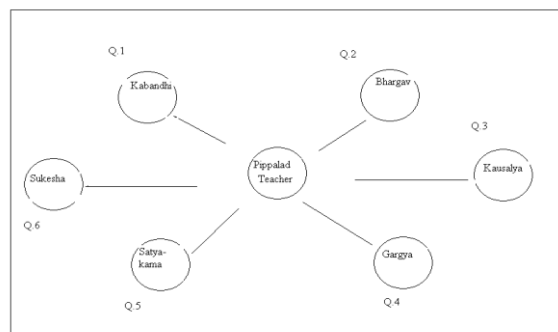 Q.1
Kabandhi
Q.2
Bhargav
Q.3
Kausalya
Pippalad
Teacher
Sukesha
Q.6
Satya-
kama
Q.5
Gargya
Q.4